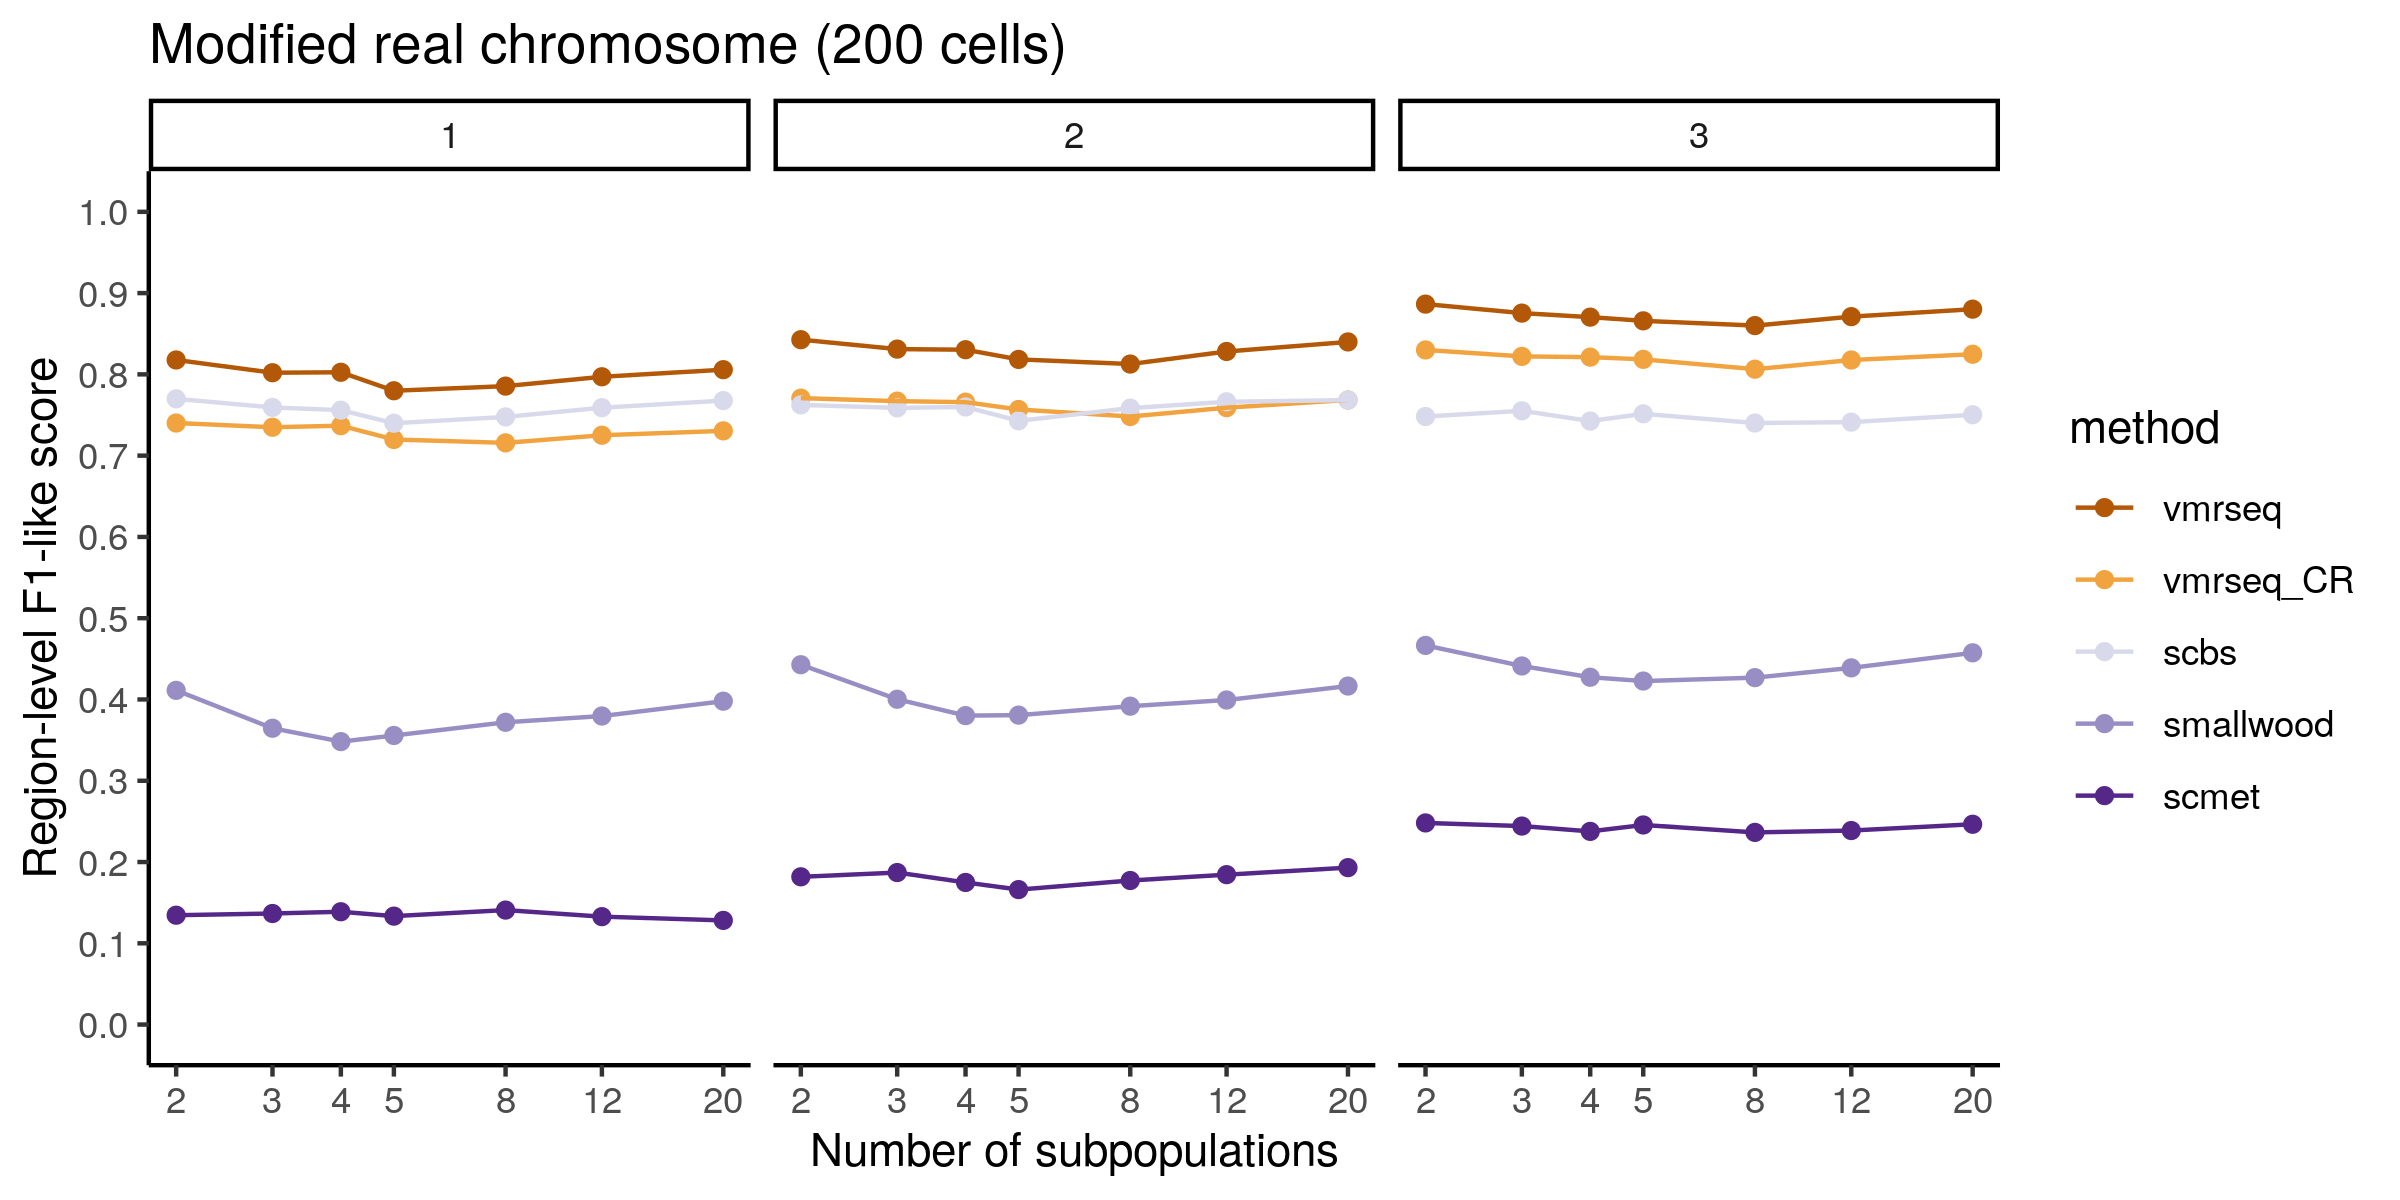 Modified real chromosome (200 cells)
1 2 3
1.0
0.9
0.8
0.7
0.6
0.5
0.4
0.3
0.2
0.1
0.0
Region-level F1-like score
2 3 4 5 8 12 20 2 3 4 5 8 12 20 2 3 4 5 8 12 20
Number of subpopulations
method
vmrseq
vmrseq_CR
scbs
smallwood
scmet